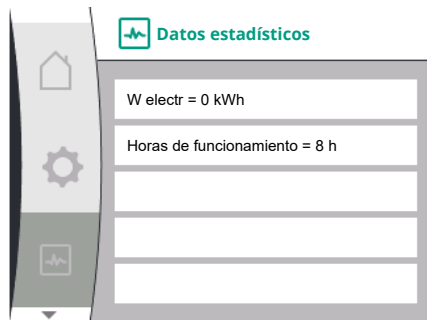 Datos estadísticos
W electr = 0 kWh
Horas de funcionamiento = 8 h